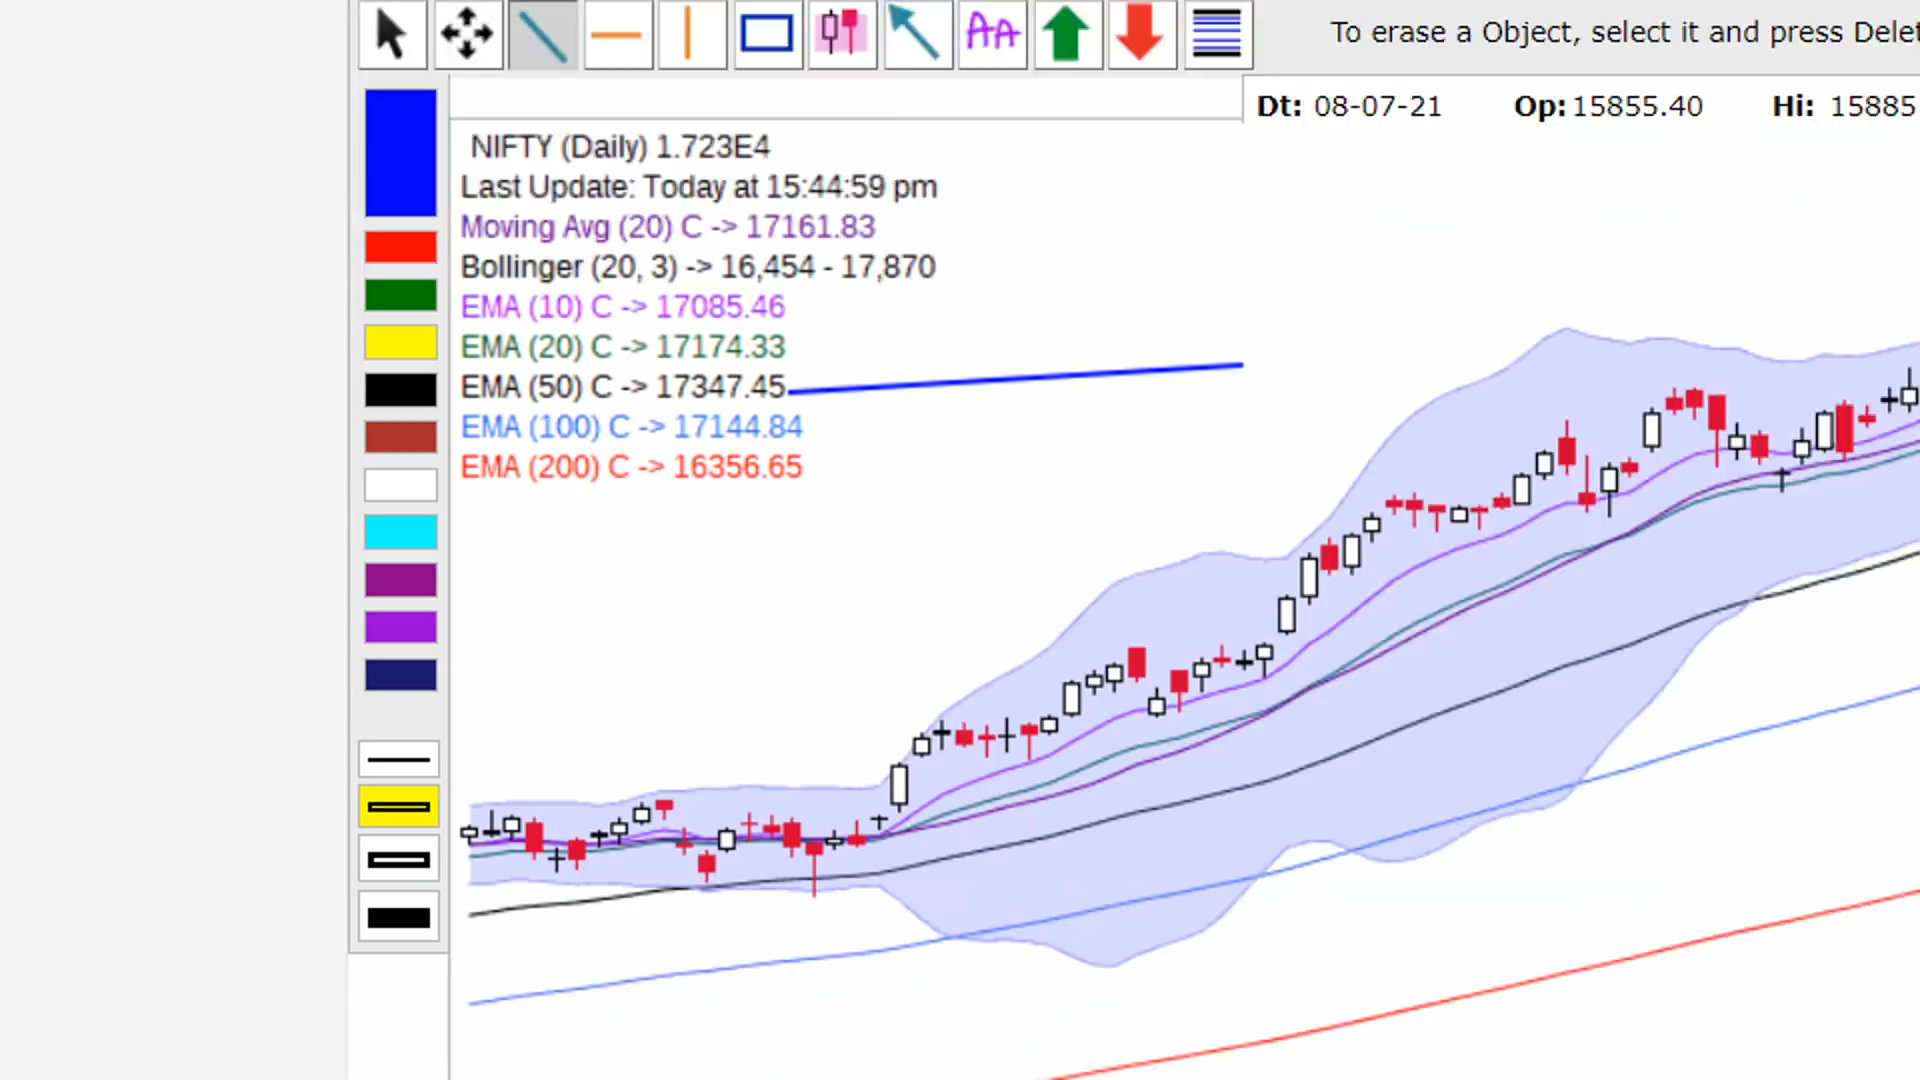 AA
To erase a Object, select it and press Delet
Dt: 08-07-21 Op: 15855.40 Hi: 15885
NIFTY (Daily) 1.723E4
Last Update: Today at 15:44:59 pm
Moving Avg (20) C -> 17161.83
Bollinger (20, 3) -> 16,454 - 17,870
EMA (10) C -> 17085.46
EMA (20) C -> 17174.33
EMA (50) C -> 17347.45
EMA (100) C -> 17144.84
EMA (200) C -> 16356.65